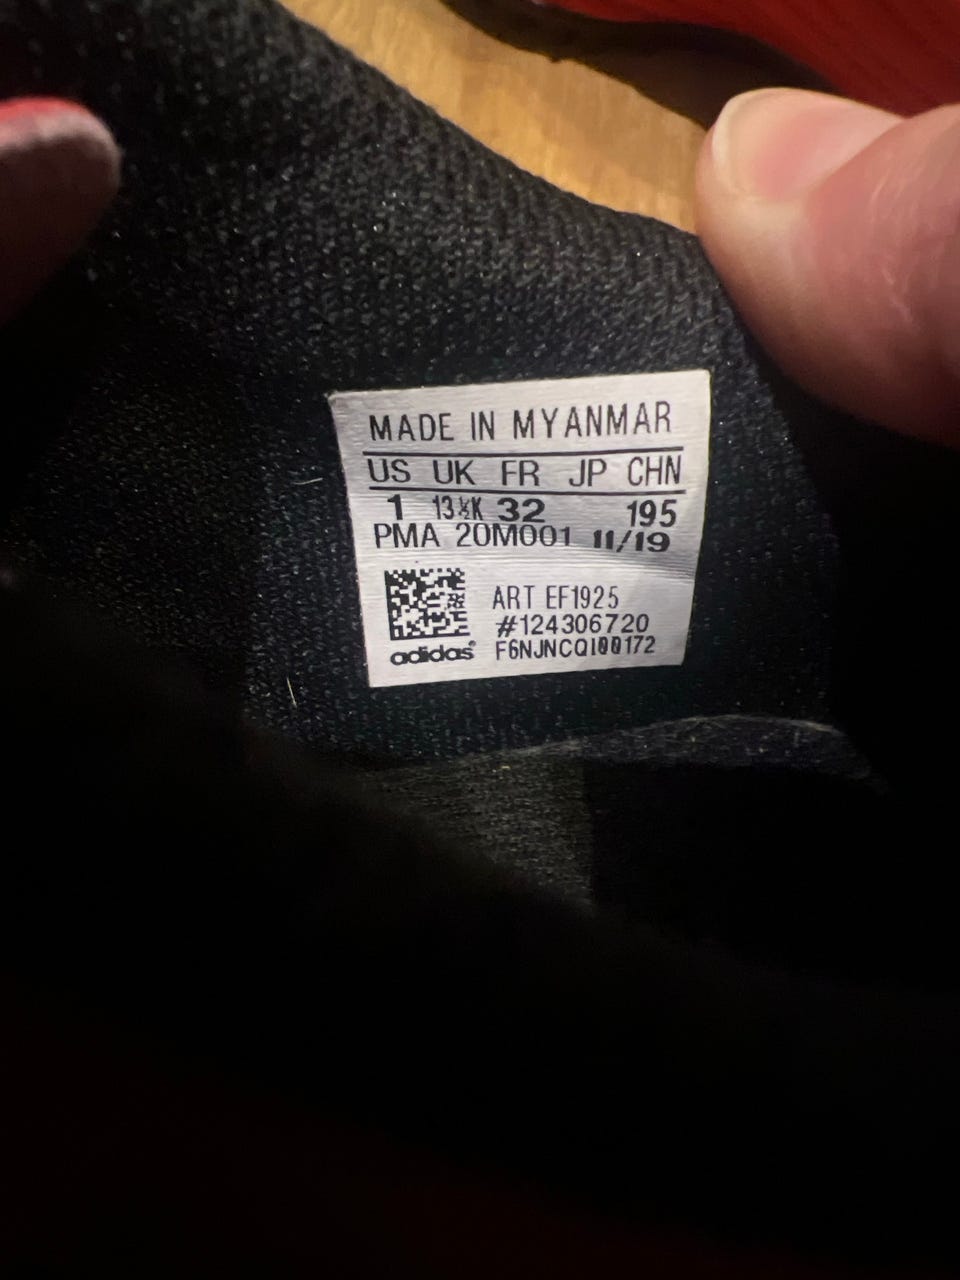 MADE IN MYANMAR
US UK FR JP CHN
1 13½K 32 195
PMA 20M001 11/19
ART EF1925
#124306720
adidas® F6NJNCQI00172